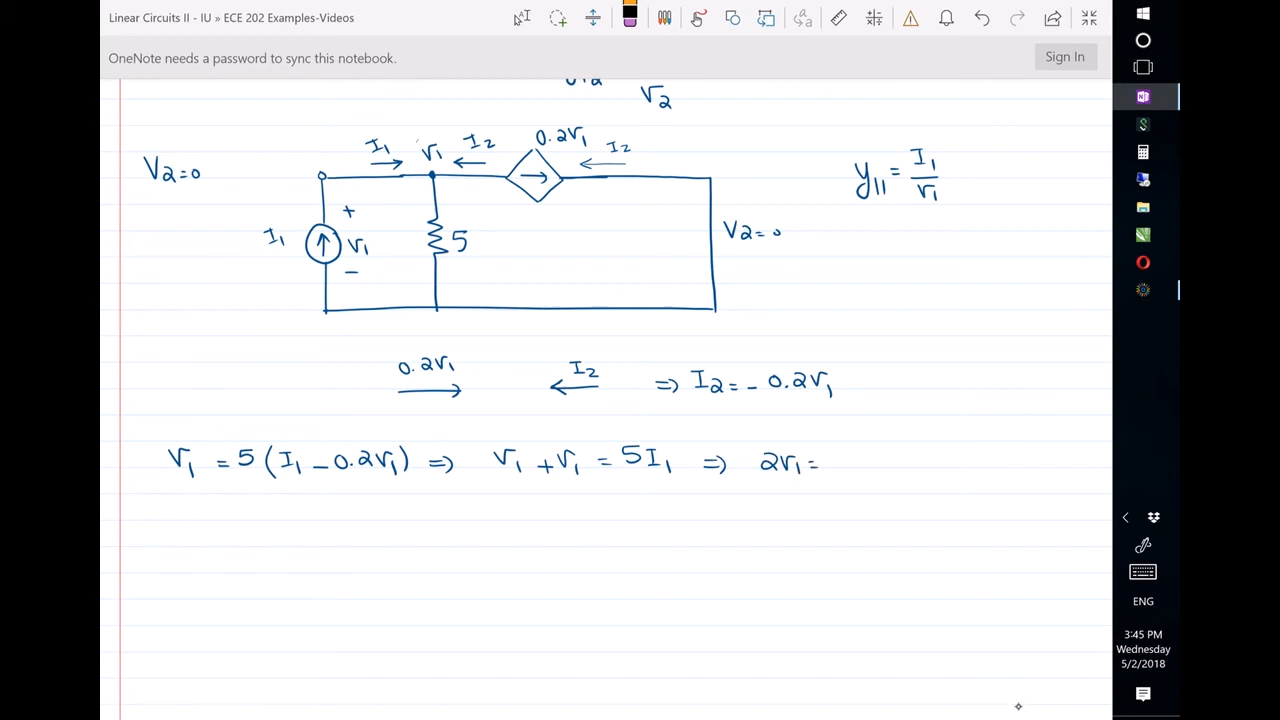 Linear Circuits II - IU » ECE 202 Examples-Videos
OneNote needs a password to sync this notebook.
Sign In
V2
V2=0
I1
V1
I2
0.2V1
I2
y11 = I1/V1
I1
+
V1
-
5
V2=0
0.2V1
I2
=> I2 = - 0.2V1
V1 = 5 (I1 - 0.2V1) => V1 + V1 = 5I1 => 2V1 =
ENG
3:45 PM
Wednesday
5/2/2018